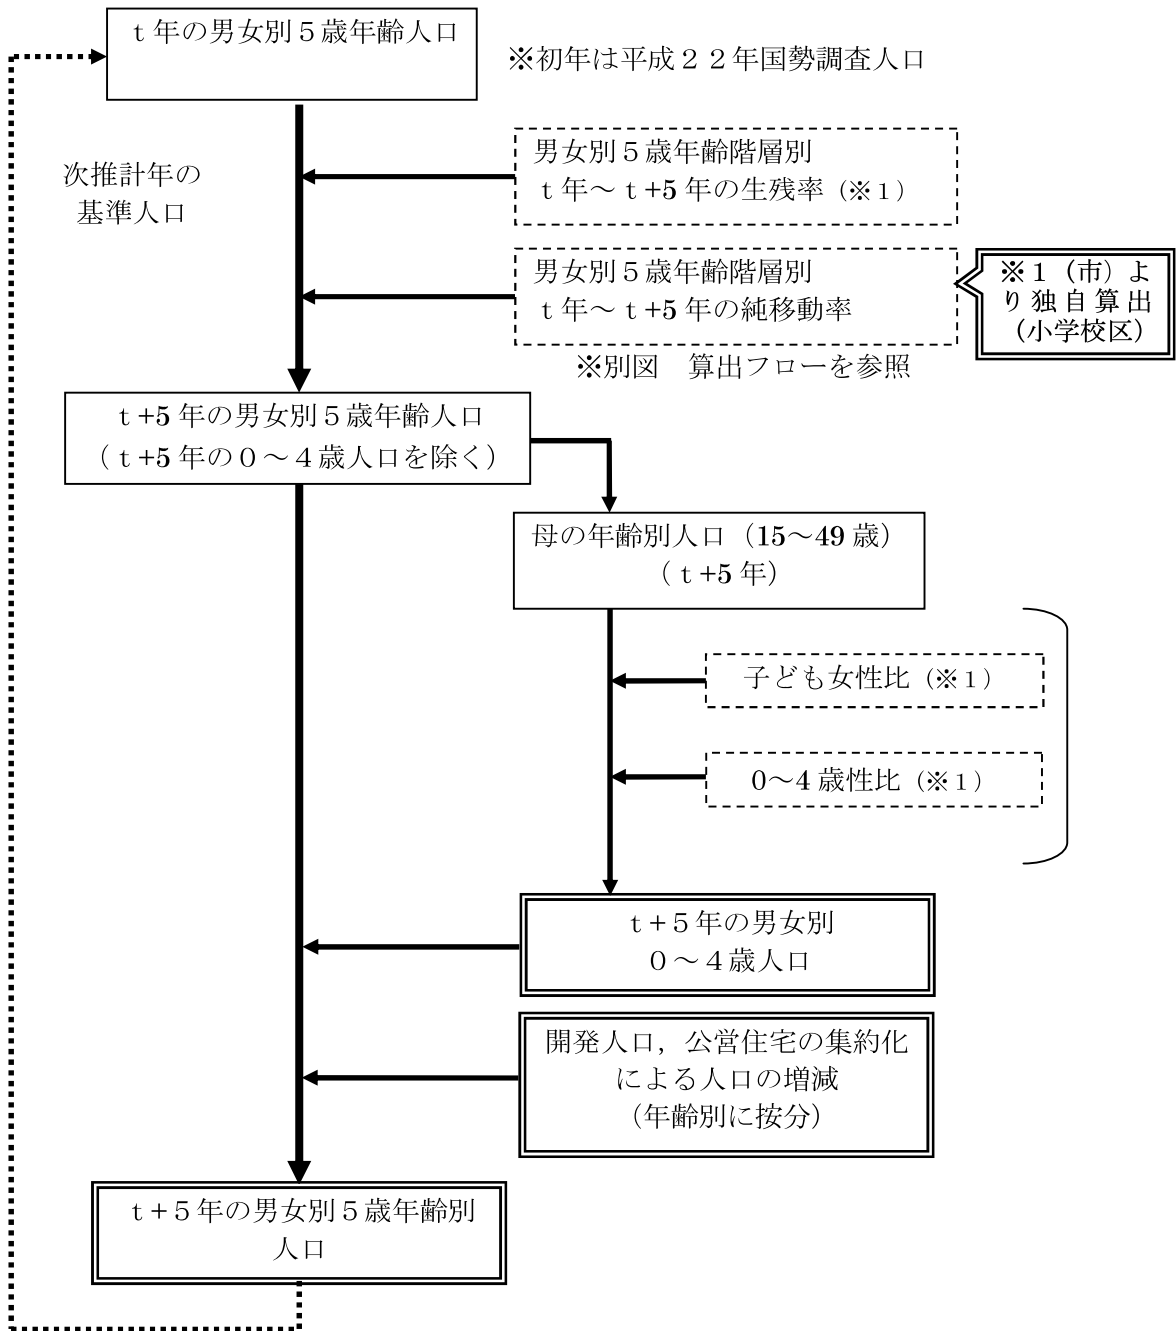 ｔ年の男女別５歳年齢人口
※初年は平成２２年国勢調査人口
次推計年の
基準人口
男女別５歳年齢階層別
ｔ年～ｔ+5 年の生残率（※１）
男女別５歳年齢階層別
ｔ年～ｔ+5 年の純移動率
※１（市）よ
り独自算出
（小学校区）
※別図　算出フローを参照
ｔ+5 年の男女別５歳年齢人口
（ｔ+5 年の０～４歳人口を除く）
母の年齢別人口（15～49 歳）
（ｔ+5 年）
子ども女性比（※１）
0～4 歳性比（※１）
ｔ+５年の男女別
０～４歳人口
開発人口，公営住宅の集約化
による人口の増減
（年齢別に按分）
ｔ+５年の男女別５歳年齢別
人口